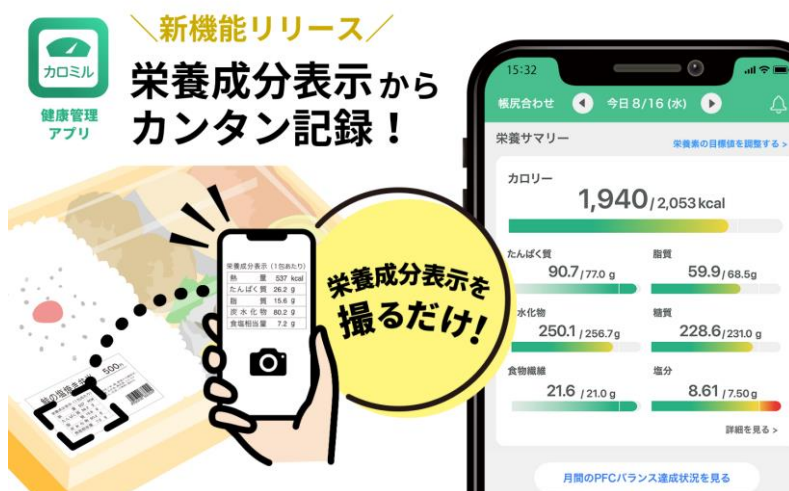 カロミル
健康管理
アプリ
＼新機能リリース／
栄養成分表示から
カンタン記録！
栄養成分表示（1包あたり）
熱量 537 kcal
たんぱく質 26.2 g
脂質 15.6 g
炭水化物 80.2 g
食塩相当量 7.2 g
500
栄養成分表示を
撮るだけ！
15:32
帳尻合わせ
今日 8/16 (水)
栄養サマリー
栄養素の目標値を調整する >
カロリー
1,940 / 2,053 kcal
たんぱく質
90.7 / 77.0 g
脂質
59.9 / 68.5g
水化物
250.1 / 256.7g
糖質
228.6 / 231.0 g
食物繊維
21.6 / 21.0 g
塩分
8.61 / 7.50 g
詳細を見る >
月間のPFCバランス達成状況を見る